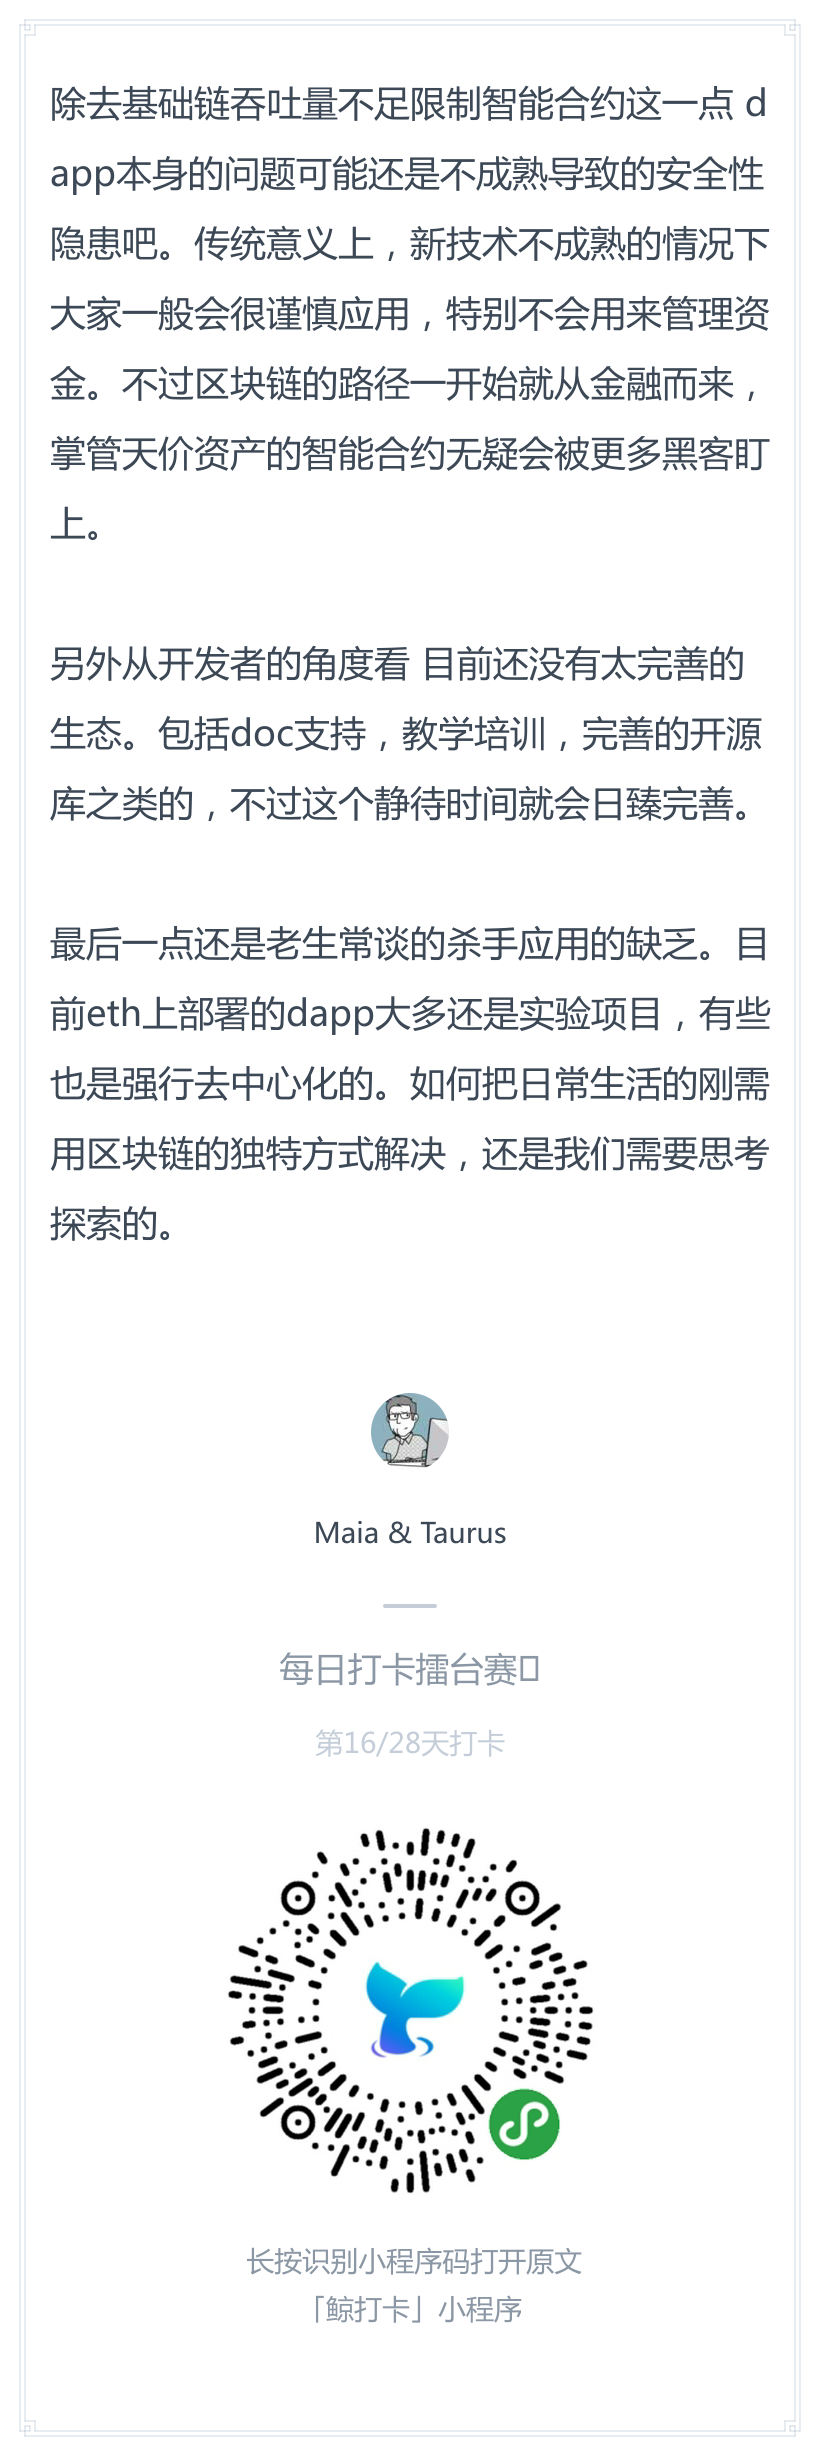 除去基础链吞吐量不足限制智能合约这一点 d
app本身的问题可能还是不成熟导致的安全性
隐患吧。传统意义上，新技术不成熟的情况下
大家一般会很谨慎应用，特别不会用来管理资
金。不过区块链的路径一开始就从金融而来，
掌管天价资产的智能合约无疑会被更多黑客盯
上。
另外从开发者的角度看 目前还没有太完善的
生态。包括doc支持，教学培训，完善的开源
库之类的，不过这个静待时间就会日臻完善。
最后一点还是老生常谈的杀手应用的缺乏。目
前eth上部署的dapp大多还是实验项目，有些
也是强行去中心化的。如何把日常生活的刚需
用区块链的独特方式解决，还是我们需要思考
探索的。
Maia & Taurus
每日打卡擂台赛
第16/28天打卡
长按识别小程序码打开原文
「鲸打卡」小程序